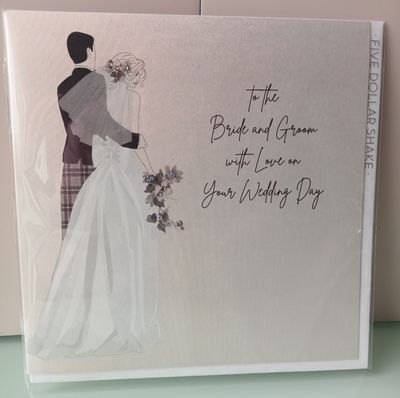 to the
Bride and Groom
with Love on
Your Wedding Day
· FIVE DOLLAR SHAKE ·